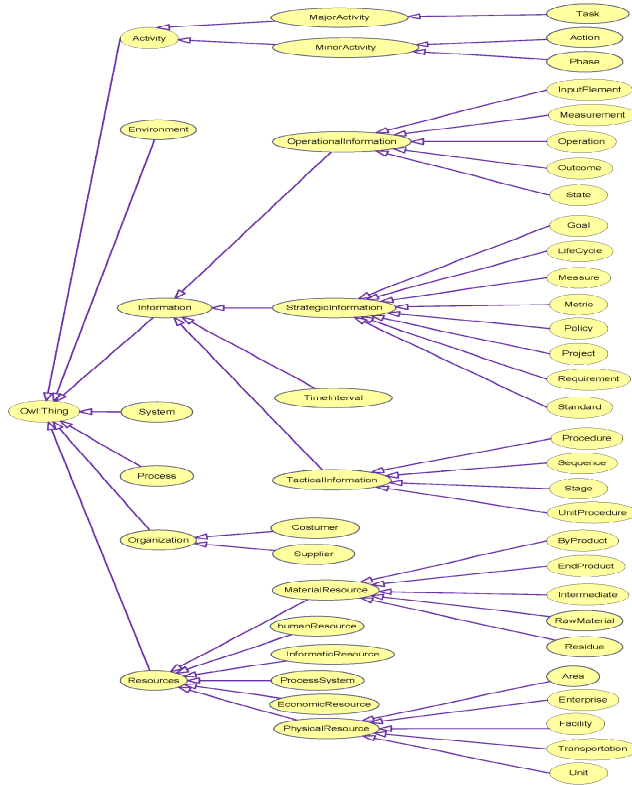 Task
MajorActivity
Activity
Action
MinorActivity
Phase
InputElement
Measurement
Environment
OperationalInformation
Operation
Outcome
State
Goal
LifeCycle
Measure
Information
StrategicInformation
Metric
Policy
Project
Requirement
TimeInterval
Standard
Owl:Thing
System
Procedure
Sequence
Process
TacticalInformation
Stage
UnitProcedure
Costumer
Organization
ByProduct
Supplier
EndProduct
MaterialResource
Intermediate
RawMaterial
humanResource
Residue
InformaticResource
Area
Resources
ProcessSystem
Enterprise
EconomicResource
Facility
PhysicalResource
Transportation
Unit